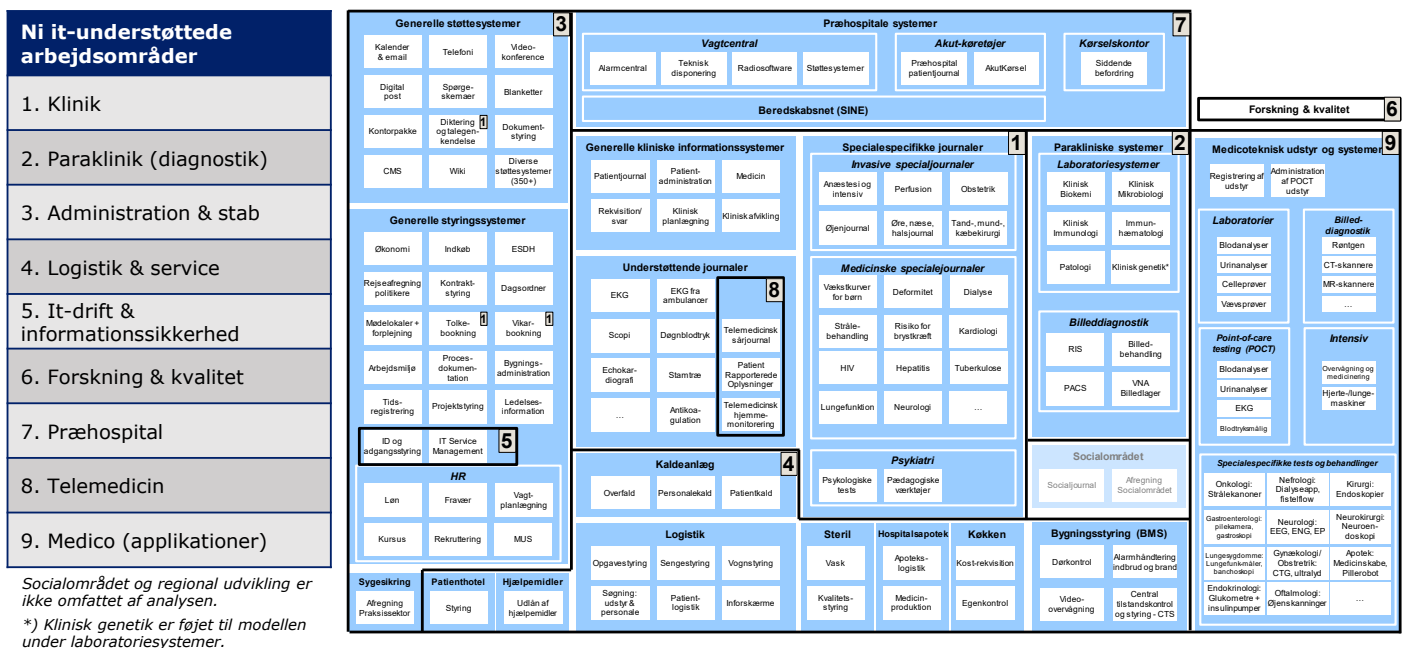 Ni it-understøttede
arbejdsområder
1. Klinik
2. Paraklinik (diagnostik)
3. Administration & stab
4. Logistik & service
5. It-drift &
informationssikkerhed
6. Forskning & kvalitet
7. Præhospital
8. Telemedicin
9. Medico (applikationer)
Socialområdet og regional udvikling er
ikke omfattet af analysen.
*) Klinisk genetik er føjet til modellen
under laboratoriesystemer.
Generelle støttesystemer
3
Kalender
& email
Telefoni
Video-
konference
Digital
post
Spørge-
skemaer
Blanketter
Kontorpakke
Diktering
og talegen-
kendelse
1
Dokument-
styring
CMS
Wiki
Diverse
støttesystemer
(350+)
Generelle styringssystemer
Økonomi
Indkøb
ESDH
Rejseafregning
politikere
Kontrakt-
styring
Dagsordner
Mødelokaler +
forplejning
Tolke-
bookning
1
Vikar-
bookning
1
Arbejdsmiljø
Proces-
dokumen-
tation
Bygnings-
administration
Tids-
registrering
Projektstyring
Ledelses-
information
ID og
adgangsstyring
IT Service
Management
5
HR
Løn
Fravær
Vagt-
planlægning
Kursus
Rekruttering
MUS
Sygesikring
Afregning
Praksissektor
Patienthotel
Styring
Hjælpemidler
Udlån af
hjælpemidler
Præhospitale systemer
7
Vagtcentral
Alarmcentral
Teknisk
disponering
Radiosoftware
Støttesystemer
Akut-køretøjer
Præhospital
patientjournal
AkutKørsel
Kørselskontor
Siddende
befordring
Beredskabsnet (SINE)
Generelle kliniske informationssystemer
Patientjournal
Patient-
administration
Medicin
Rekvisition/
svar
Klinisk
planlægning
Klinisk afvikling
Understøttende journaler
EKG
EKG fra
ambulancer
8
Scopi
Døgnblodtryk
Telemedicinsk
sårjournal
Echokar-
diografi
Stamtræ
Patient
Rapporterede
Oplysninger
…
Antikoa-
gulation
Telemedicinsk
hjemme-
monitorering
Specialespecifikke journaler
1
Invasive specialjournaler
Anæstesi og
intensiv
Perfusion
Obstetrik
Øjenjournal
Øre, næse,
halsjournal
Tand-, mund-,
kæbekirurgi
Medicinske specialejournaler
Vækstkurver
for børn
Deformitet
Dialyse
Stråle-
behandling
Risiko for
brystkræft
Kardiologi
HIV
Hepatitis
Tuberkulose
Lungefunktion
Neurologi
…
Psykiatri
Psykologiske
tests
Pædagogiske
værktøjer
Parakliniske systemer
2
Laboratoriesystemer
Klinisk
Biokemi
Klinisk
Mikrobiologi
Klinisk
Immunologi
Immun-
hæmatologi
Patologi
Klinisk genetik*
Billeddiagnostik
RIS
Billed-
behandling
PACS
VNA
Billedlager
Socialområdet
Socialjournal
Afregning
Socialområdet
Kaldeanlæg
4
Overfald
Personalekald
Patientkald
Logistik
Opgavestyring
Sengestyring
Vognstyring
Søgning:
udstyr &
personale
Patient-
logistik
Inforskærme
Steril
Vask
Kvalitets-
styring
Hospitalsapotek
Apoteks-
logistik
Medicin-
produktion
Køkken
Kost-rekvisition
Egenkontrol
Bygningsstyring (BMS)
Dørkontrol
Alarmhåndtering
indbrud og brand
Video-
overvågning
Central
tilstandskontrol
og styring - CTS
Forskning & kvalitet
6
Medicoteknisk udstyr og systemer
9
Registrering af
udstyr
Administration
af POCT
udstyr
Laboratorier
Blodanalyser
Urinanalyser
Celleprøver
Vævsprøver
Billed-
diagnostik
Røntgen
CT-skannere
MR-skannere
…
Point-of-care
testing (POCT)
Blodanalyser
Urinanalyser
EKG
Blodtryksmålig
Intensiv
Overvågning og
medicinering
Hjerte-/lunge-
maskiner
Specialespecifikke tests og behandlinger
Onkologi:
Strålekanoner
Nefrologi:
Dialyseapp,
fistelflow
Kirurgi:
Endoskopier
Gastroenterologi:
pillekamera,
gastroskopi
Neurologi:
EEG, ENG, EP
Neurokirurgi:
Neuroen-
doskopi
Lungesygdomme:
Lungefunk-måler,
banchoskopi
Gynækologi/
Obstretrik:
CTG, ultralyd
Apotek:
Medicinskabe,
Pillerobot
Endokrinologi:
Glukometre +
insulinpumper
Oftalmologi:
Øjenskanninger
…